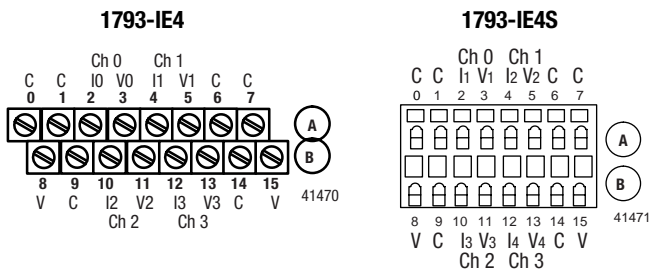 1793-IE4
Ch 0 Ch 1
C C I0 V0 I1 V1 C C
0 1 2 3 4 5 6 7
A
B
8 9 10 11 12 13 14 15
V C I2 V2 I3 V3 C V
Ch 2 Ch 3
41470
1793-IE4S
Ch 0 Ch 1
C C I1 V1 I2 V2 C C
0 1 2 3 4 5 6 7
A
B
8 9 10 11 12 13 14 15
V C I3 V3 I4 V4 C V
Ch 2 Ch 3
41471